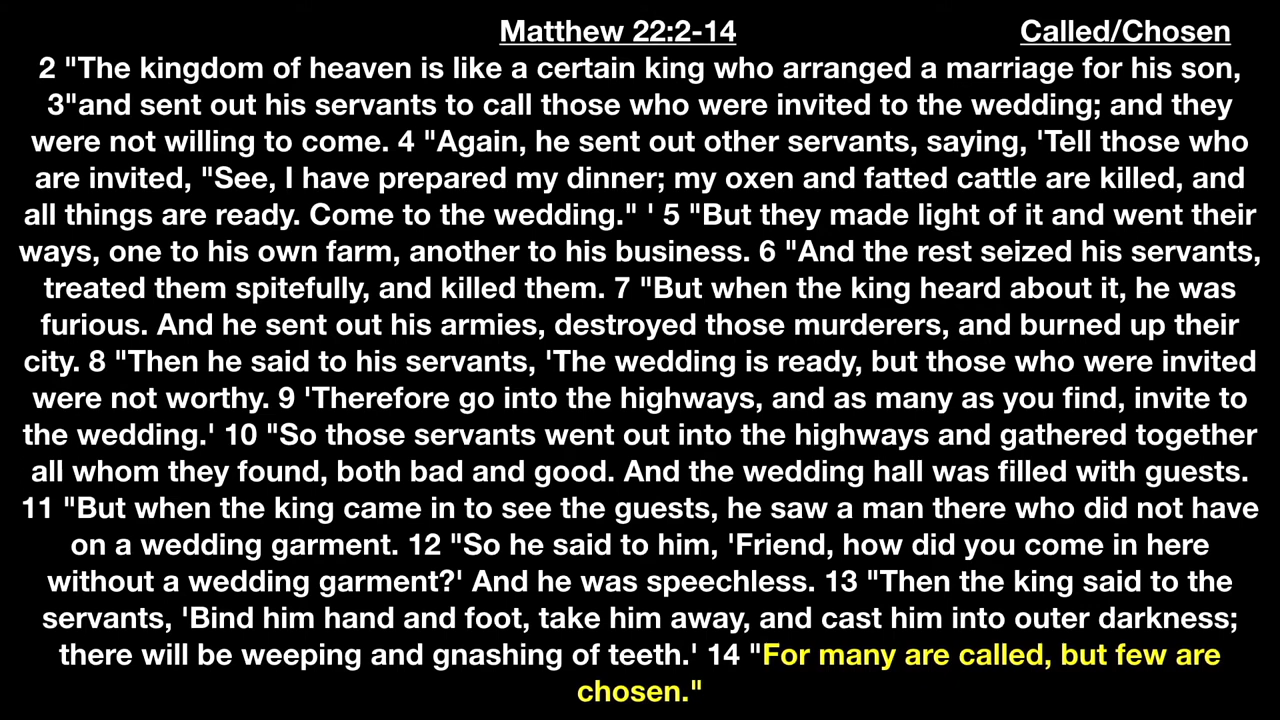 Matthew 22:2-14 Called/Chosen
2 "The kingdom of heaven is like a certain king who arranged a marriage for his son,
3"and sent out his servants to call those who were invited to the wedding; and they
were not willing to come. 4 "Again, he sent out other servants, saying, 'Tell those who
are invited, "See, I have prepared my dinner; my oxen and fatted cattle are killed, and
all things are ready. Come to the wedding." ' 5 "But they made light of it and went their
ways, one to his own farm, another to his business. 6 "And the rest seized his servants,
treated them spitefully, and killed them. 7 "But when the king heard about it, he was
furious. And he sent out his armies, destroyed those murderers, and burned up their
city. 8 "Then he said to his servants, 'The wedding is ready, but those who were invited
were not worthy. 9 'Therefore go into the highways, and as many as you find, invite to
the wedding.' 10 "So those servants went out into the highways and gathered together
all whom they found, both bad and good. And the wedding hall was filled with guests.
11 "But when the king came in to see the guests, he saw a man there who did not have
on a wedding garment. 12 "So he said to him, 'Friend, how did you come in here
without a wedding garment?' And he was speechless. 13 "Then the king said to the
servants, 'Bind him hand and foot, take him away, and cast him into outer darkness;
there will be weeping and gnashing of teeth.' 14 "For many are called, but few are
chosen."